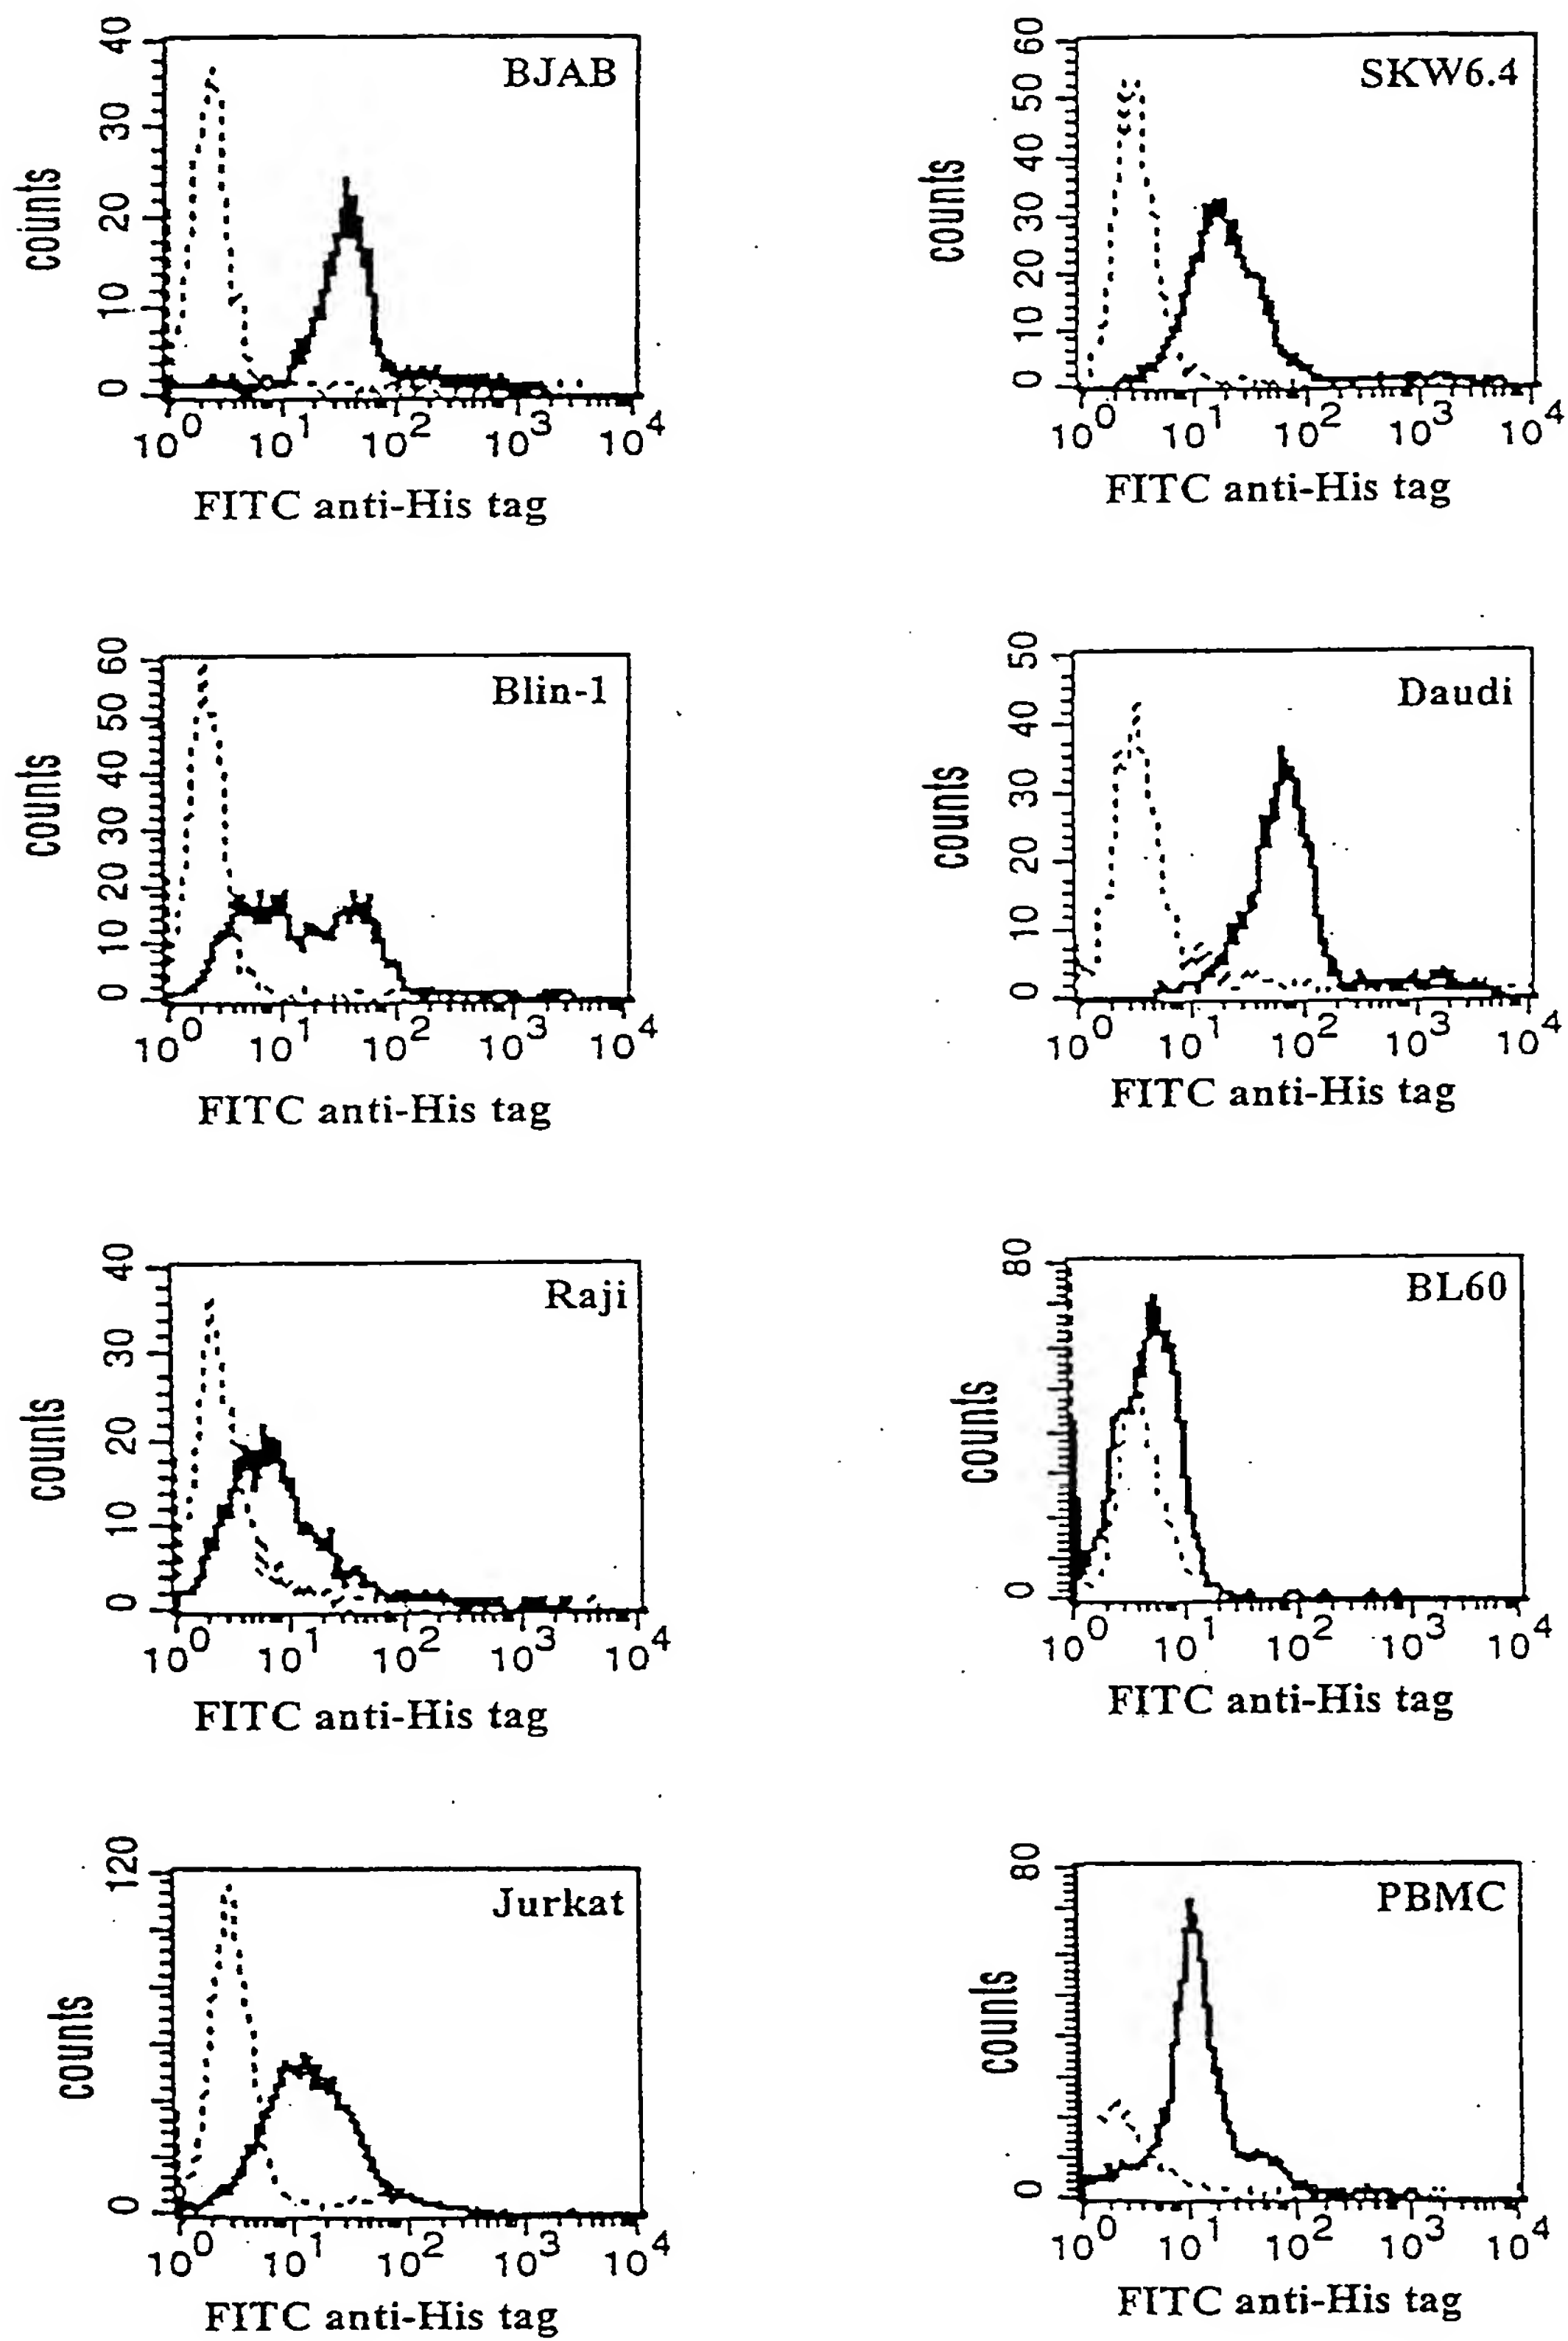 BJAB
counts
0 10 20 30 40
10^0 10^1 10^2 10^3 10^4
FITC anti-His tag
SKW6.4
counts
0 10 20 30 40 50 60
10^0 10^1 10^2 10^3 10^4
FITC anti-His tag
Blin-1
counts
0 10 20 30 40 50 60
10^0 10^1 10^2 10^3 10^4
FITC anti-His tag
Daudi
counts
0 10 20 30 40 50
10^0 10^1 10^2 10^3 10^4
FITC anti-His tag
Raji
counts
0 10 20 30 40
10^0 10^1 10^2 10^3 10^4
FITC anti-His tag
BL60
counts
0 80
10^0 10^1 10^2 10^3 10^4
FITC anti-His tag
Jurkat
counts
0 120
10^0 10^1 10^2 10^3 10^4
FITC anti-His tag
PBMC
counts
0 80
10^0 10^1 10^2 10^3 10^4
FITC anti-His tag